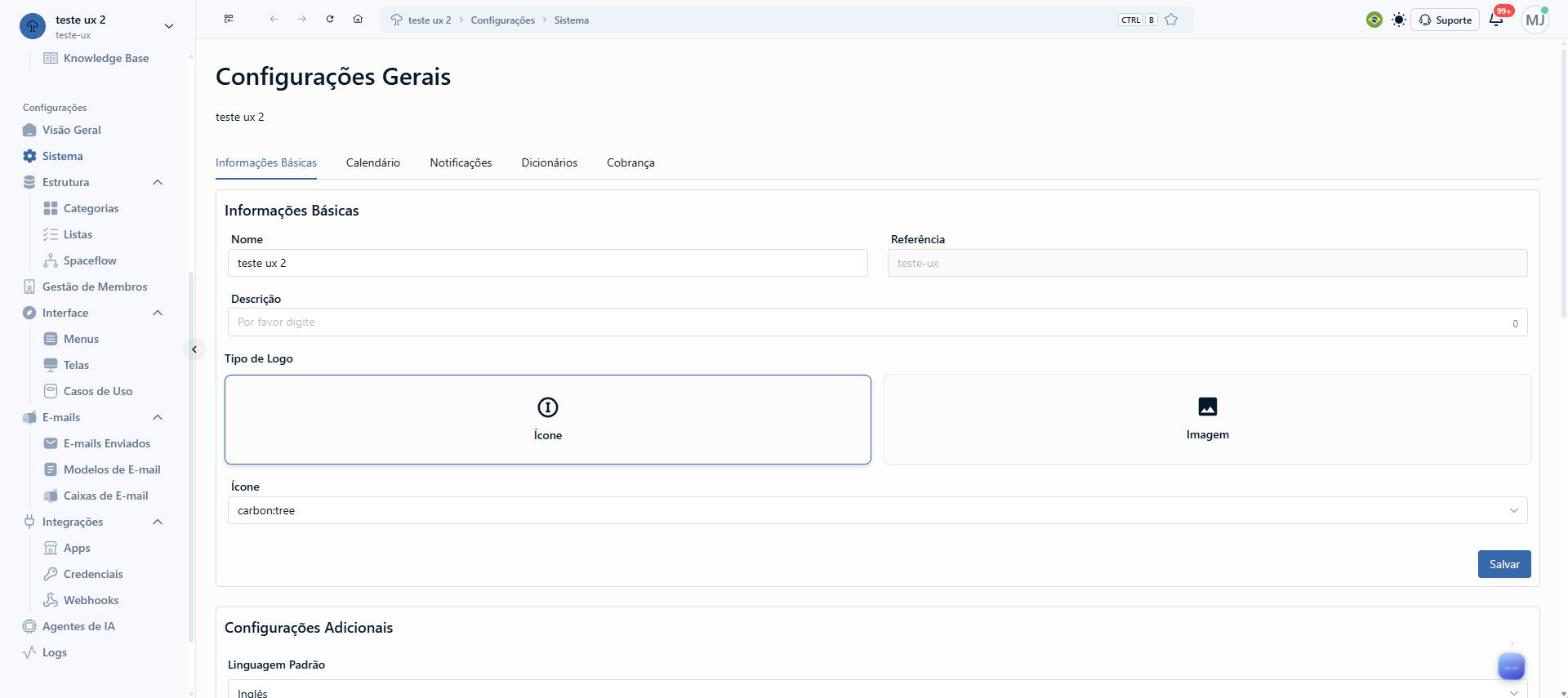 teste ux 2
teste-ux
Knowledge Base
Configurações
Visão Geral
Sistema
Estrutura
Categorias
Listas
Spaceflow
Gestão de Membros
Interface
Menus
Telas
Casos de Uso
E-mails
E-mails Enviados
Modelos de E-mail
Caixas de E-mail
Integrações
Apps
Credenciais
Webhooks
Agentes de IA
Logs
teste ux 2 > Configurações > Sistema
CTRL B
Suporte
99+
MJ
Configurações Gerais
teste ux 2
Informações Básicas Calendário Notificações Dicionários Cobrança
Informações Básicas
Nome Referência
teste ux 2 teste-ux
Descrição
Por favor digite 0
Tipo de Logo
Ícone Imagem
Ícone
carbon:tree
Salvar
Configurações Adicionais
Linguagem Padrão
Inglês